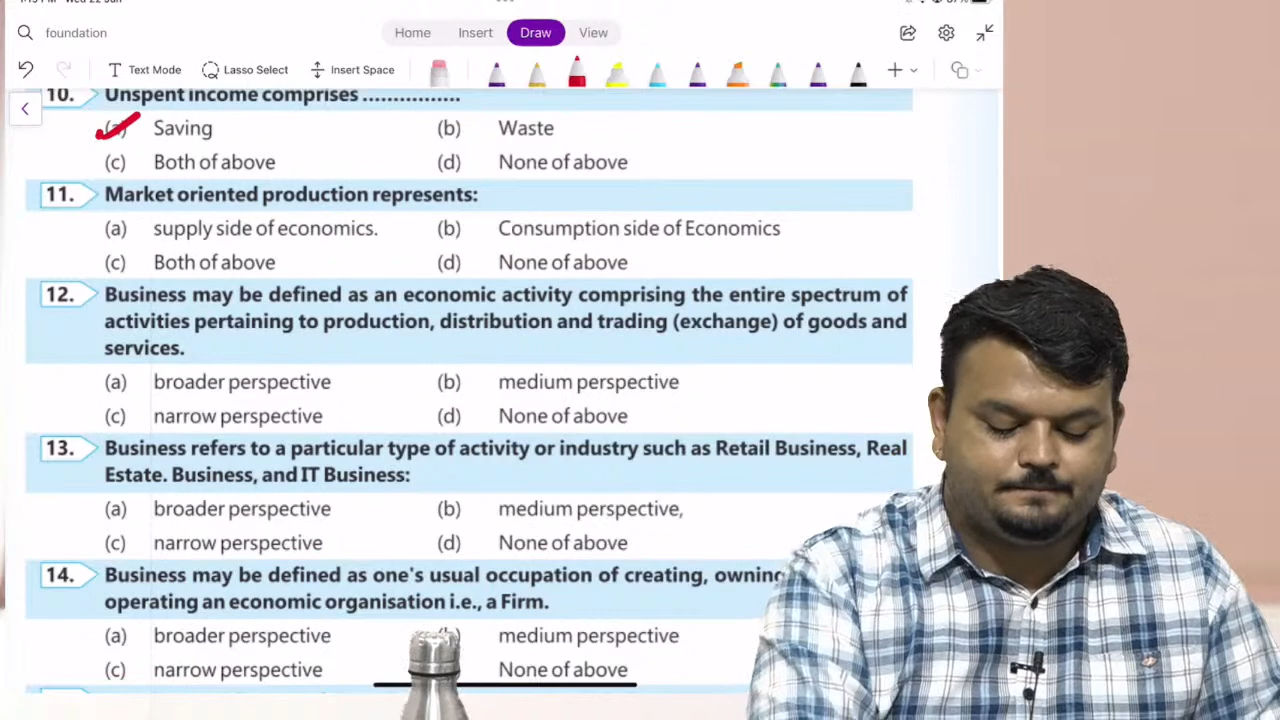 foundation
Home Insert Draw View
Text Mode Lasso Select Insert Space
10. Unspent income comprises ................
(a) Saving (b) Waste
(c) Both of above (d) None of above
11. Market oriented production represents:
(a) supply side of economics. (b) Consumption side of Economics
(c) Both of above (d) None of above
12. Business may be defined as an economic activity comprising the entire spectrum of
activities pertaining to production, distribution and trading (exchange) of goods and
services.
(a) broader perspective (b) medium perspective
(c) narrow perspective (d) None of above
13. Business refers to a particular type of activity or industry such as Retail Business, Real
Estate. Business, and IT Business:
(a) broader perspective (b) medium perspective,
(c) narrow perspective (d) None of above
14. Business may be defined as one's usual occupation of creating, owning
operating an economic organisation i.e., a Firm.
(a) broader perspective (b) medium perspective
(c) narrow perspective None of above